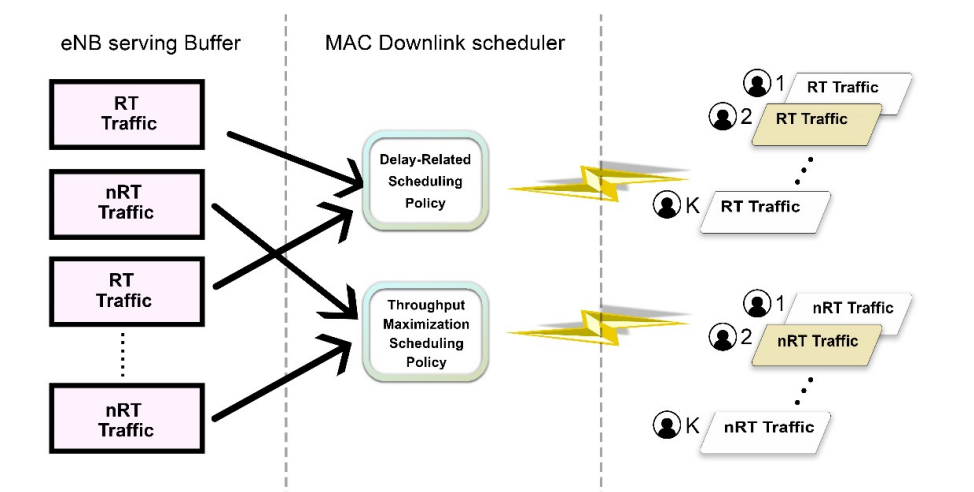 eNB serving Buffer
MAC Downlink scheduler
RT
Traffic
nRT
Traffic
RT
Traffic
nRT
Traffic
Delay-Related
Scheduling
Policy
Throughput
Maximization
Scheduling
Policy
1
RT Traffic
2
RT Traffic
K
RT Traffic
1
nRT Traffic
2
nRT Traffic
K
nRT Traffic